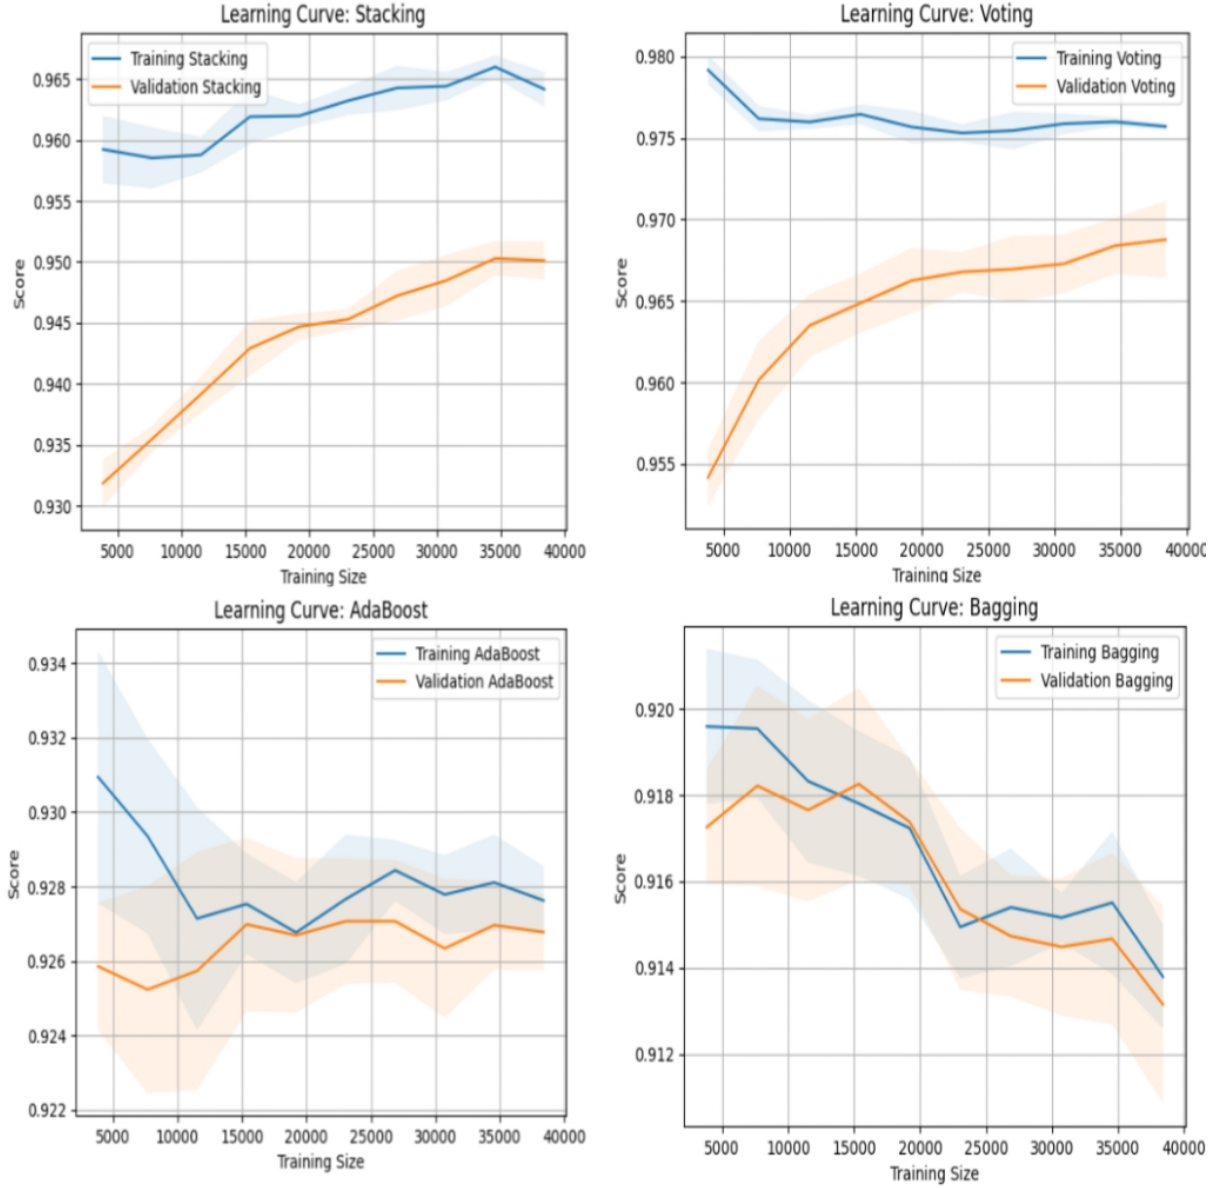 Learning Curve: Stacking
Training Stacking
Validation Stacking
0.965
0.960
0.955
0.950
0.945
0.940
0.935
0.930
Score
5000 10000 15000 20000 25000 30000 35000 40000
Training Size
Learning Curve: Voting
Training Voting
Validation Voting
0.980
0.975
0.970
0.965
0.960
0.955
Score
5000 10000 15000 20000 25000 30000 35000 40000
Training Size
Learning Curve: AdaBoost
Training AdaBoost
Validation AdaBoost
0.934
0.932
0.930
0.928
0.926
0.924
0.922
Score
5000 10000 15000 20000 25000 30000 35000 40000
Training Size
Learning Curve: Bagging
Training Bagging
Validation Bagging
0.920
0.918
0.916
0.914
0.912
Score
5000 10000 15000 20000 25000 30000 35000 40000
Training Size